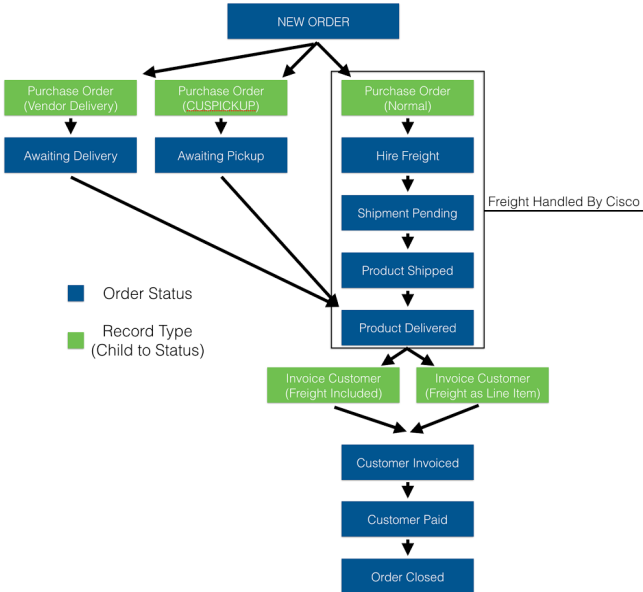 NEW ORDER
Purchase Order
(Vendor Delivery)
Purchase Order
(CUSPICKUP)
Purchase Order
(Normal)
Awaiting Delivery
Awaiting Pickup
Hire Freight
Shipment Pending
Freight Handled By Cisco
Product Shipped
Order Status
Product Delivered
Record Type
(Child to Status)
Invoice Customer
(Freight Included)
Invoice Customer
(Freight as Line Item)
Customer Invoiced
Customer Paid
Order Closed